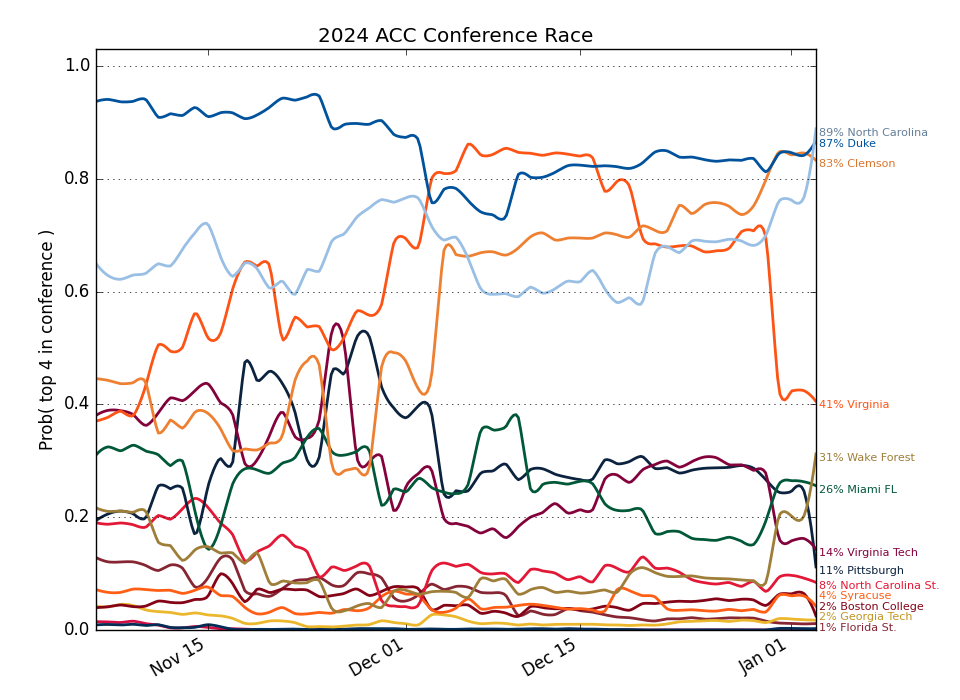 2024 ACC Conference Race
Prob( top 4 in conference )
1.0
0.8
0.6
0.4
0.2
0.0
Nov 15
Dec 01
Dec 15
Jan 01
89% North Carolina
87% Duke
83% Clemson
41% Virginia
31% Wake Forest
26% Miami FL
14% Virginia Tech
11% Pittsburgh
8% North Carolina St.
4% Syracuse
2% Boston College
2% Georgia Tech
1% Florida St.